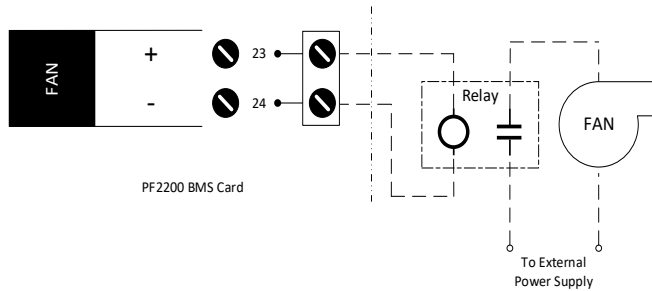 FAN
+
-
23
24
PF2200 BMS Card
Relay
FAN
To External
Power Supply